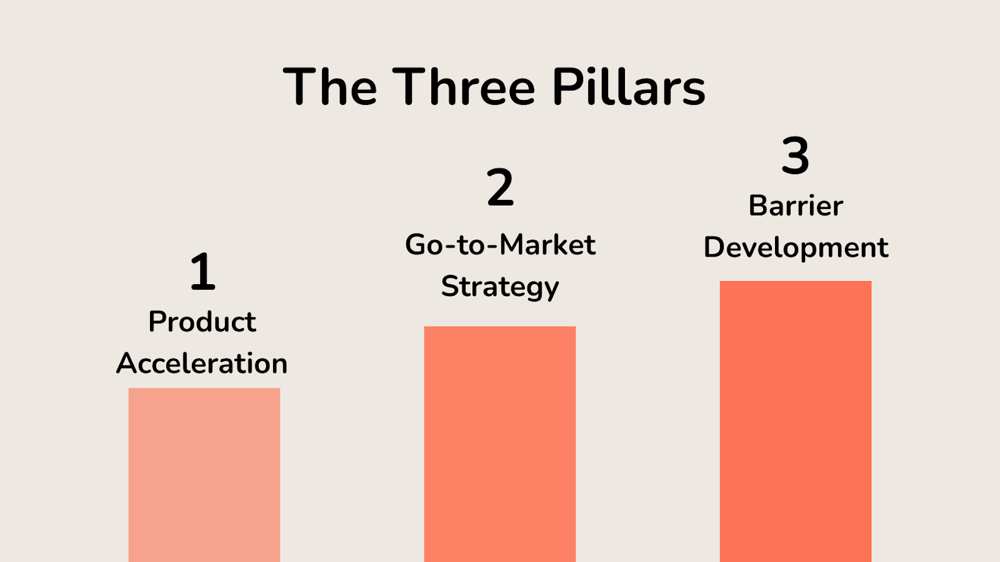 The Three Pillars
1
Product
Acceleration
2
Go-to-Market
Strategy
3
Barrier
Development